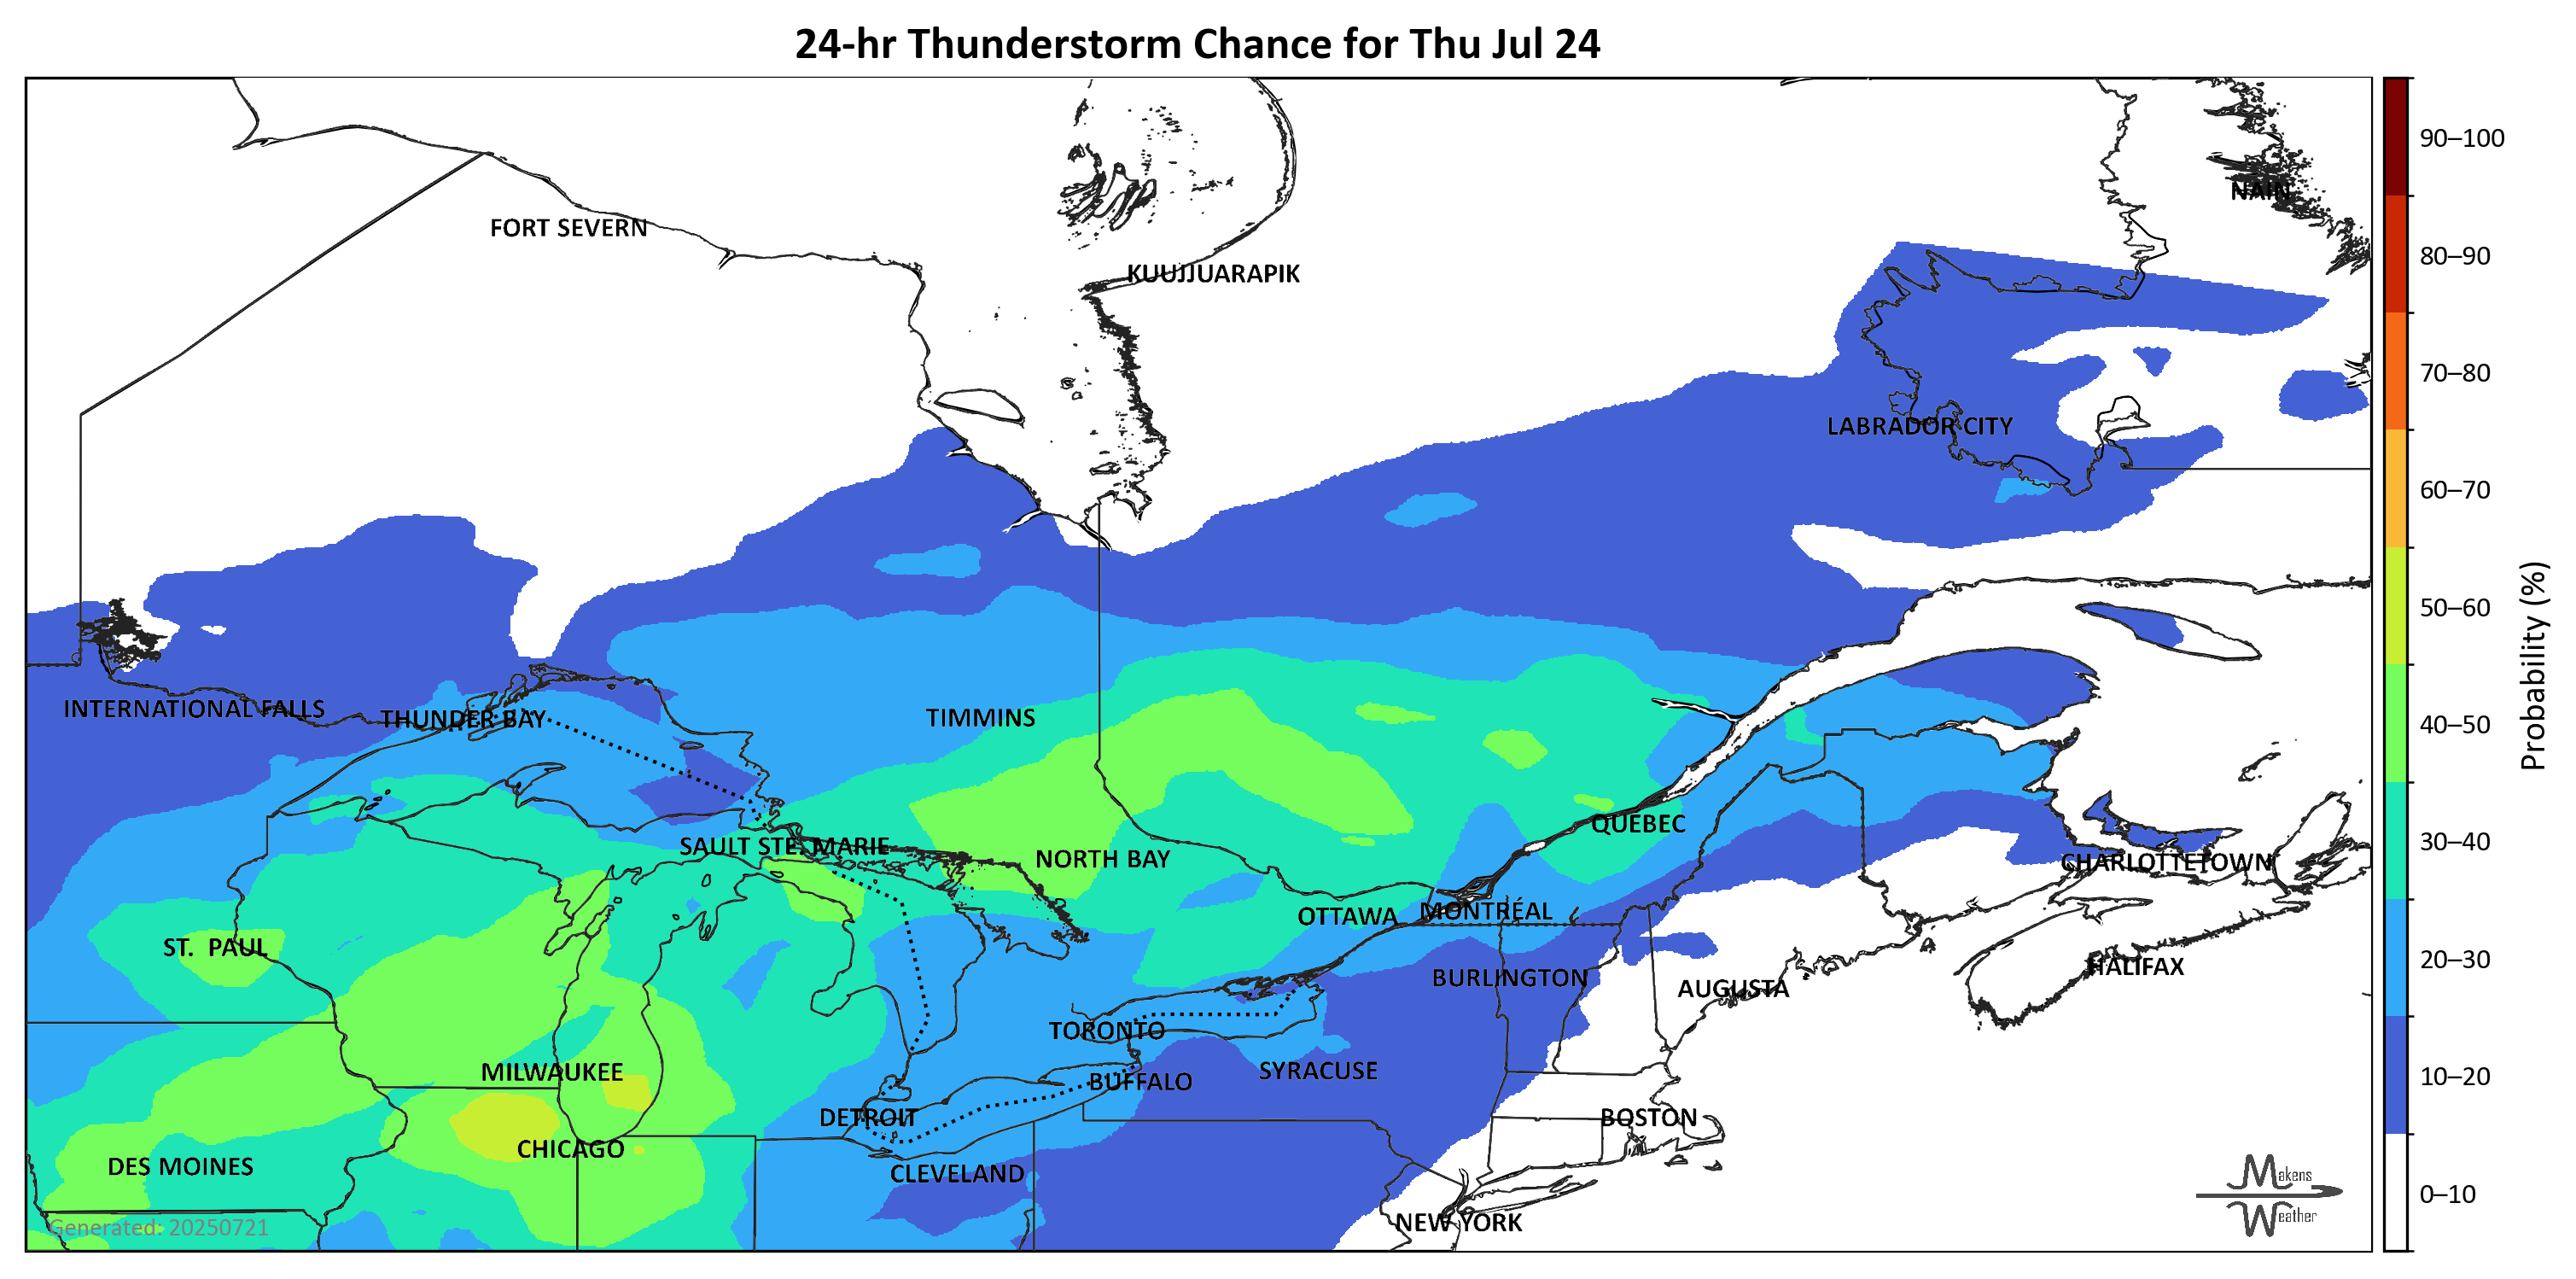 24-hr Thunderstorm Chance for Thu Jul 24
90–100
NAIN
FORT SEVERN
80–90
KUUJJUARAPIK
70–80
LABRADOR CITY
60–70
50–60
Probability (%)
INTERNATIONAL FALLS
THUNDER BAY
TIMMINS
40–50
QUEBEC
SAULT STE. MARIE
30–40
NORTH BAY
CHARLOTTETOWN
OTTAWA
MONTRÉAL
ST. PAUL
20–30
HALIFAX
BURLINGTON
AUGUSTA
TORONTO
MILWAUKEE
SYRACUSE
10–20
BUFFALO
DETROIT
BOSTON
CHICAGO
DES MOINES
CLEVELAND
Makens
Weather
0–10
NEW YORK
Generated: 20250721